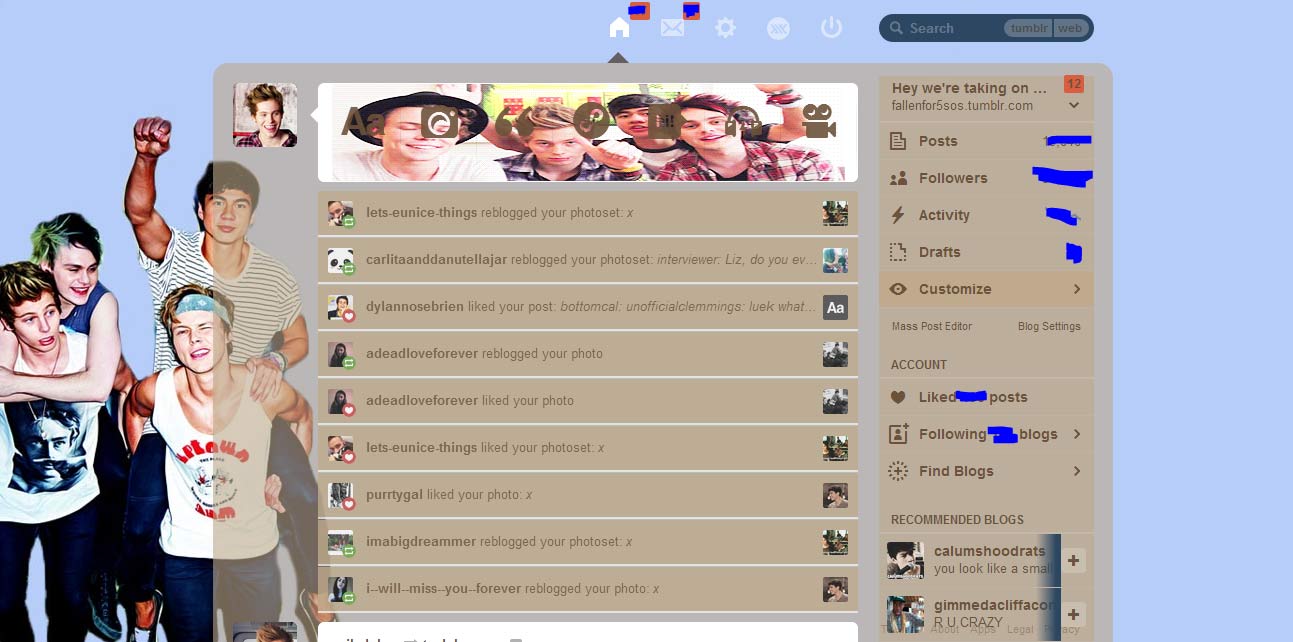 Search tumblr web
Aa
Hi!
12
Hey we're taking on ...
fallenfor5sos.tumblr.com
Posts
Followers
Activity
Drafts
Customize
Mass Post Editor Blog Settings
ACCOUNT
Liked posts
Following blogs
Find Blogs
RECOMMENDED BLOGS
calumshoodrats
you look like a smal
gimmedacliffacon
R U CRAZY
About Apps Legal Privacy
lets-eunice-things reblogged your photoset: x
carlitaanddanutellajar reblogged your photoset: interviewer: Liz, do you ev...
dylannosebrien liked your post: bottomcal: unofficialclemmings: luek what...
Aa
adeadloveforever reblogged your photo
adeadloveforever liked your photo
lets-eunice-things liked your photoset: x
purrtygal liked your photo: x
imabigdreammer reblogged your photoset: x
i--will--miss--you--forever reblogged your photo: x